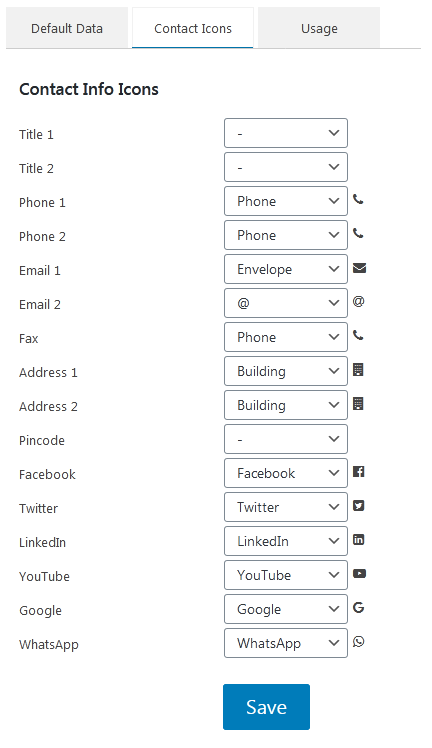 Default Data Contact Icons Usage
Contact Info Icons
Title 1 -
Title 2 -
Phone 1 Phone
Phone 2 Phone
Email 1 Envelope
Email 2 @ @
Fax Phone
Address 1 Building
Address 2 Building
Pincode -
Facebook Facebook
Twitter Twitter
LinkedIn LinkedIn
YouTube YouTube
Google Google
WhatsApp WhatsApp
Save